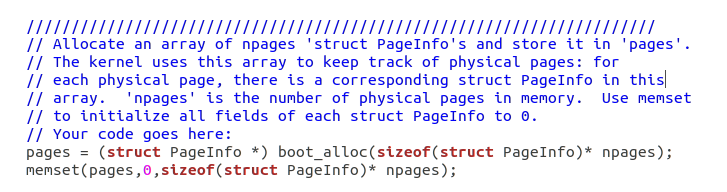 //////////////////////////////////////////////////////////////////////
// Allocate an array of npages 'struct PageInfo's and store it in 'pages'.
// The kernel uses this array to keep track of physical pages: for
// each physical page, there is a corresponding struct PageInfo in this
// array.  'npages' is the number of physical pages in memory.  Use memset
// to initialize all fields of each struct PageInfo to 0.
// Your code goes here:
pages = (struct PageInfo *) boot_alloc(sizeof(struct PageInfo)* npages);
memset(pages,0,sizeof(struct PageInfo)* npages);